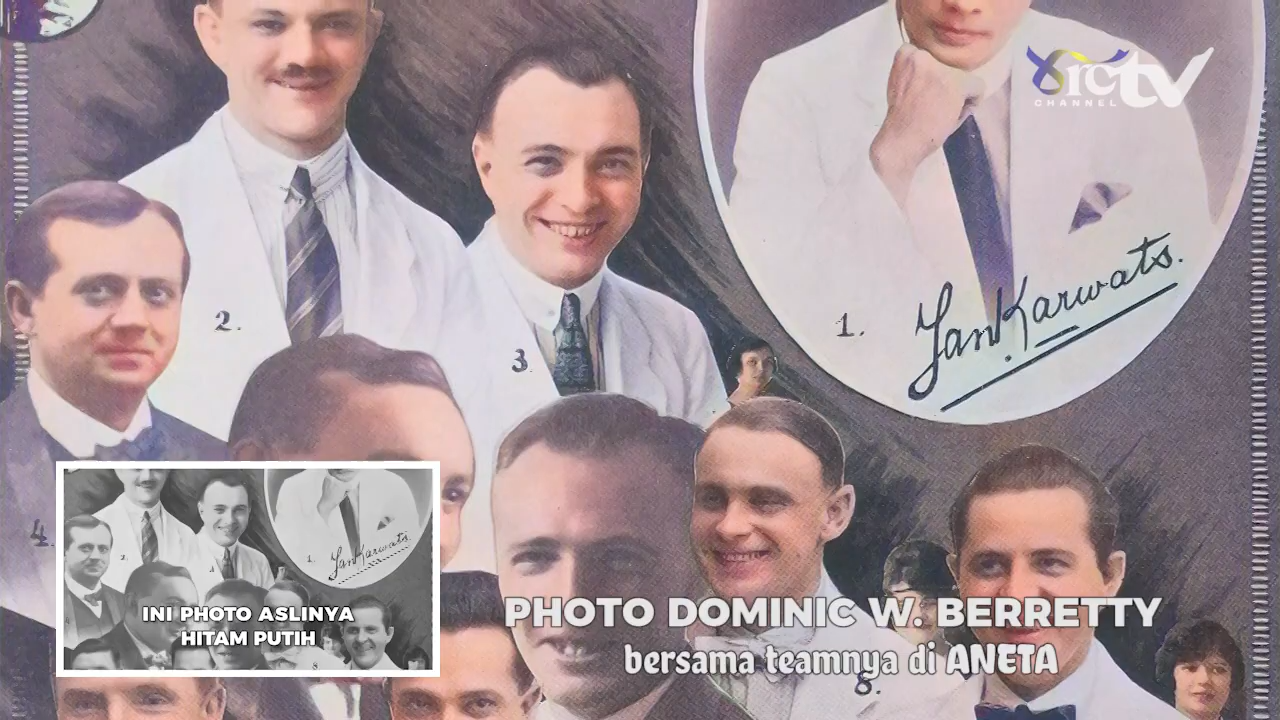 Xrctv
CHANNEL
2.
3.
1.
Jan Karwats.
4.
INI PHOTO ASLINYA
HITAM PUTIH
PHOTO DOMINIC W. BERRETTY
bersama teamnya di ANETA
8.